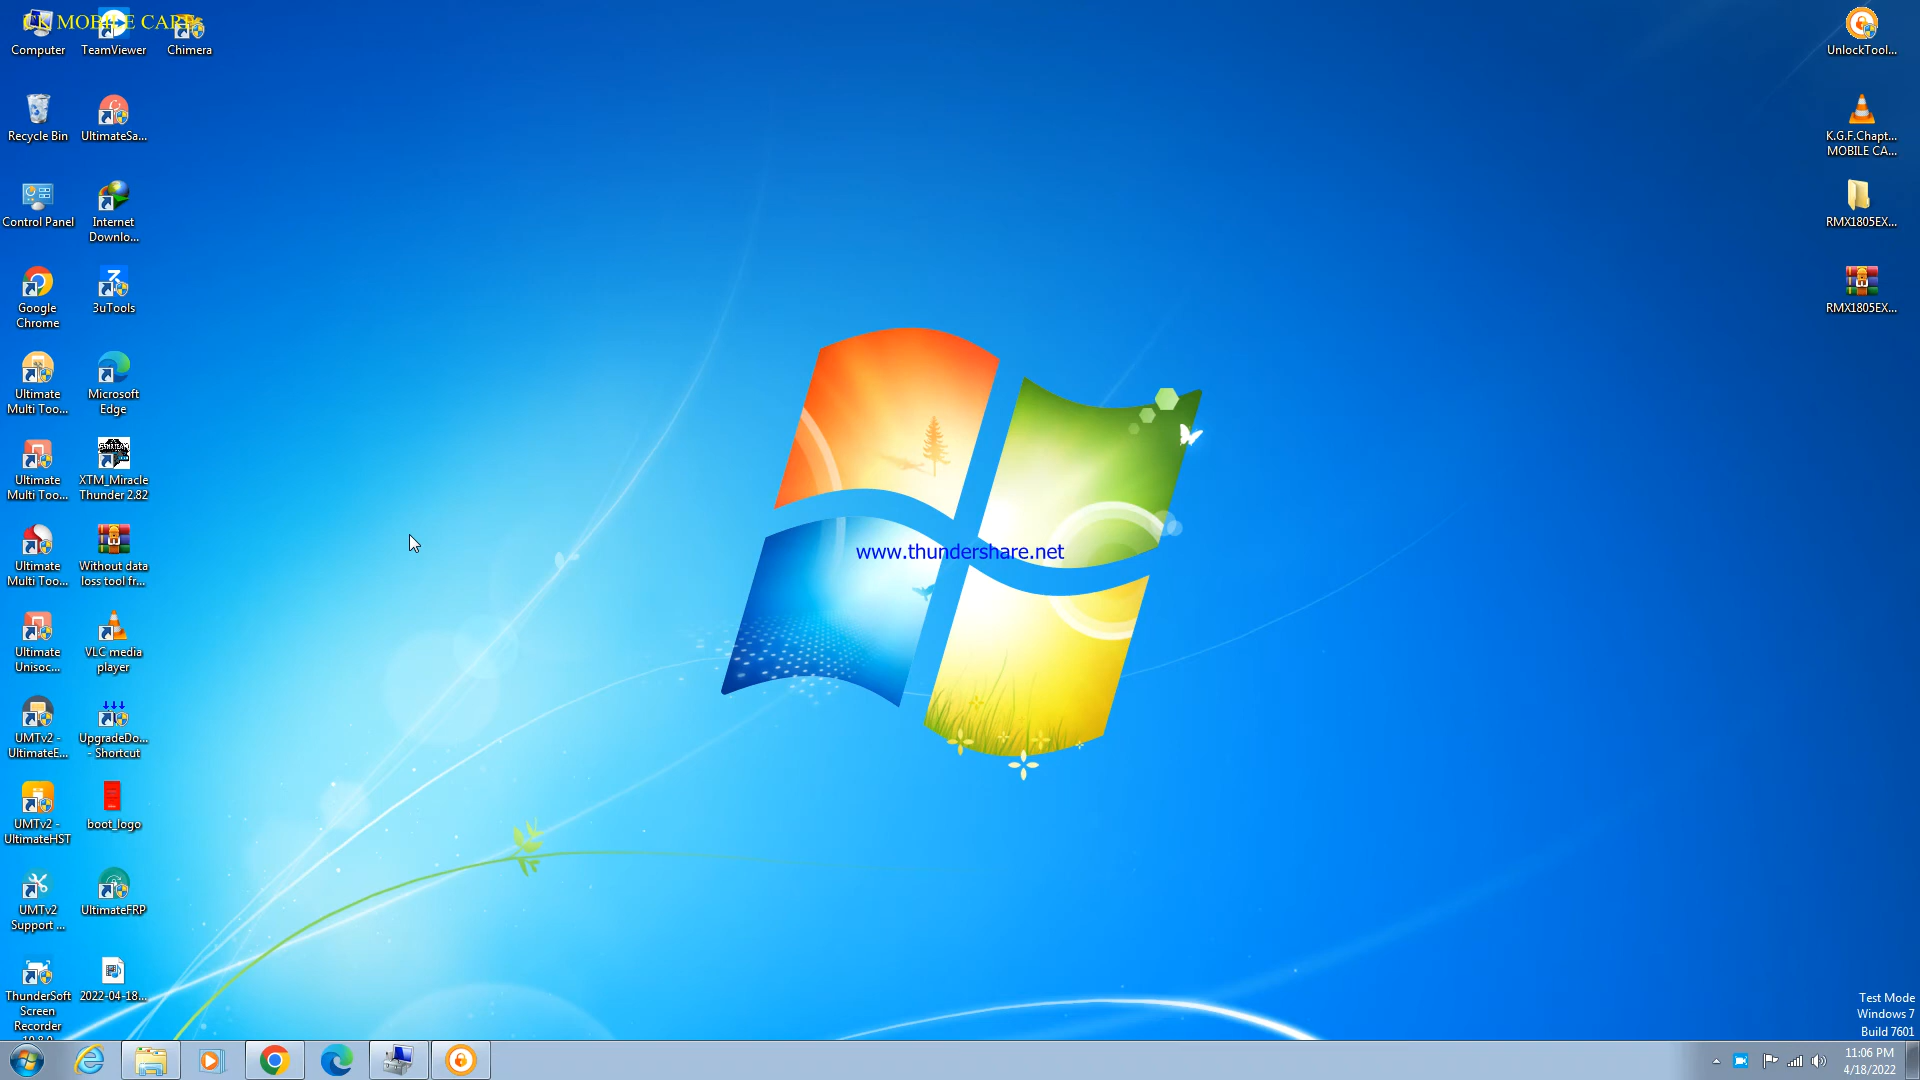 CK MOBILE CARE
Computer
TeamViewer
Chimera
Recycle Bin
UltimateSa...
Control Panel
Internet
Downlo...
Google
Chrome
3uTools
Ultimate
Multi Too...
Microsoft
Edge
Ultimate
Multi Too...
XTM_Miracle
Thunder 2.82
Ultimate
Multi Too...
Without data
loss tool fr...
Ultimate
Unisoc...
VLC media
player
UMTv2 -
UltimateE...
UpgradeDo...
- Shortcut
UMTv2 -
UltimateHST
boot_logo
UMTv2
Support ...
UltimateFRP
ThunderSoft
Screen
Recorder
2022-04-18...
www.thundershare.net
UnlockTool...
K.G.F.Chapt...
MOBILE CA...
RMX1805EX...
RMX1805EX...
Test Mode
Windows 7
Build 7601
11:06 PM
4/18/2022